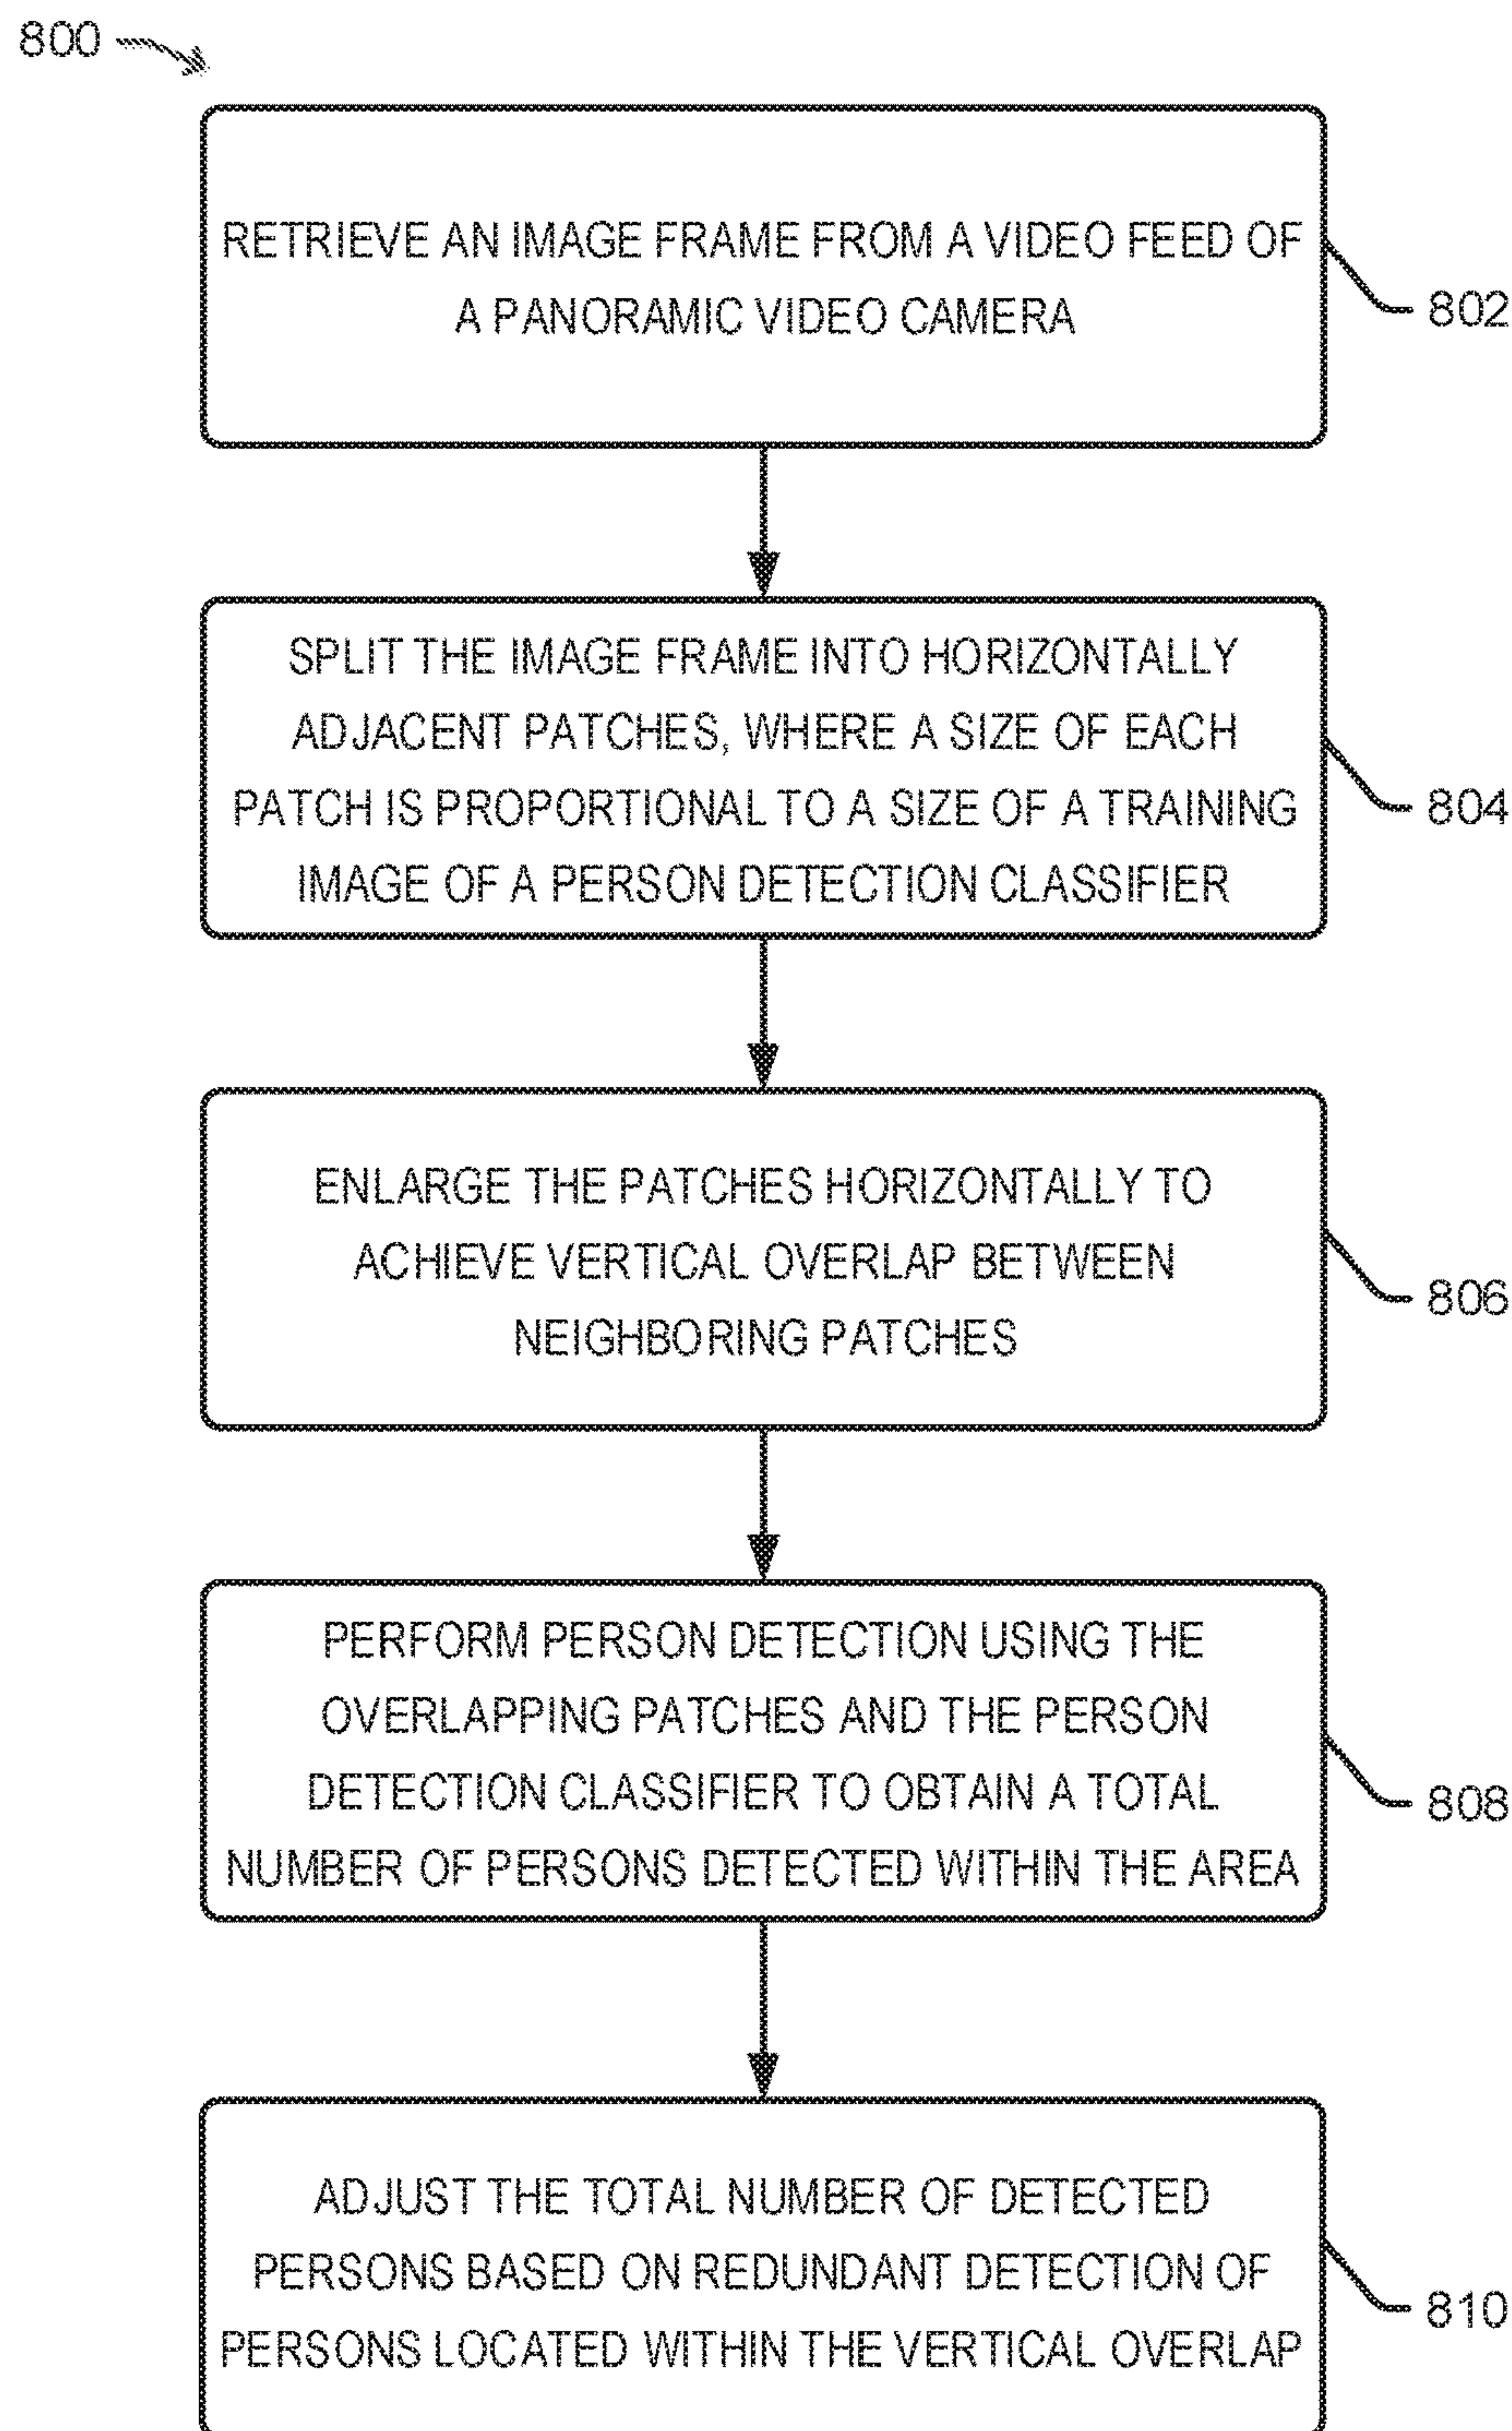 800
RETRIEVE AN IMAGE FRAME FROM A VIDEO FEED OF
A PANORAMIC VIDEO CAMERA
802
SPLIT THE IMAGE FRAME INTO HORIZONTALLY
ADJACENT PATCHES, WHERE A SIZE OF EACH
PATCH IS PROPORTIONAL TO A SIZE OF A TRAINING
IMAGE OF A PERSON DETECTION CLASSIFIER
804
ENLARGE THE PATCHES HORIZONTALLY TO
ACHIEVE VERTICAL OVERLAP BETWEEN
NEIGHBORING PATCHES
806
PERFORM PERSON DETECTION USING THE
OVERLAPPING PATCHES AND THE PERSON
DETECTION CLASSIFIER TO OBTAIN A TOTAL
NUMBER OF PERSONS DETECTED WITHIN THE AREA
808
ADJUST THE TOTAL NUMBER OF DETECTED
PERSONS BASED ON REDUNDANT DETECTION OF
PERSONS LOCATED WITHIN THE VERTICAL OVERLAP
810